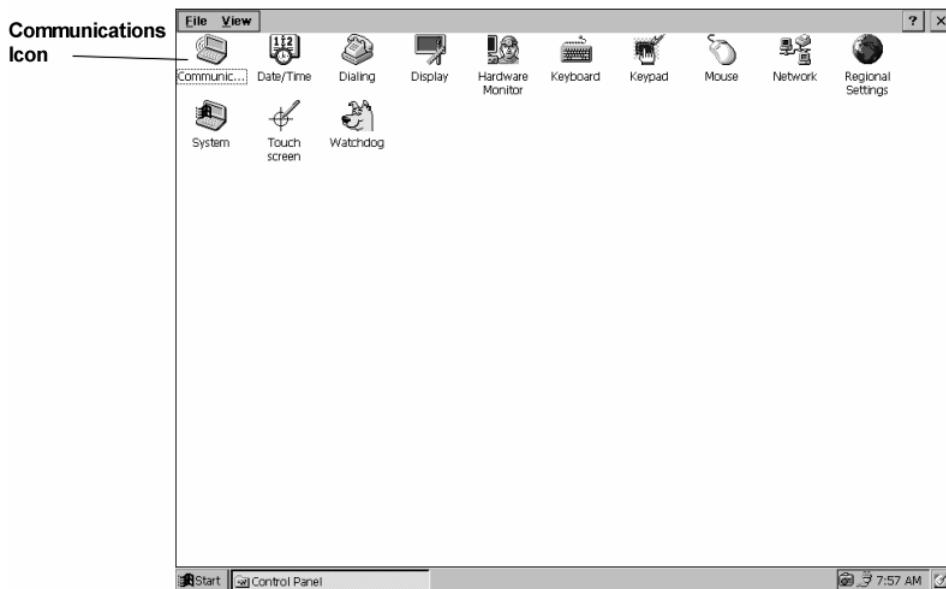 Communications
Icon
File View
?
Communic... Date/Time Dialing Display Hardware Monitor Keyboard Keypad Mouse Network Regional Settings
System Touch screen Watchdog
Start Control Panel 7:57 AM